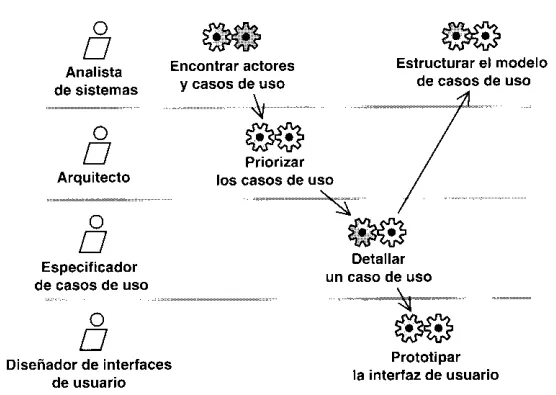 Analista
de sistemas
Encontrar actores
y casos de uso
Estructurar el modelo
de casos de uso
Arquitecto
Priorizar
los casos de uso
Especificador
de casos de uso
Detallar
un caso de uso
Diseñador de interfaces
de usuario
Prototipar
la interfaz de usuario